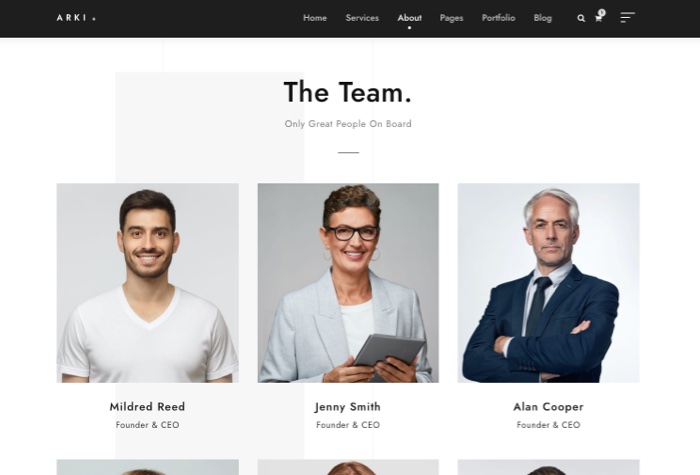 ARKI
Home Services About Pages Portfolio Blog
The Team.
Only Great People On Board
Mildred Reed
Founder & CEO
Jenny Smith
Founder & CEO
Alan Cooper
Founder & CEO